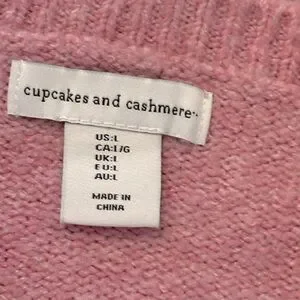 cupcakes and cashmere
US:L
CA:L/G
UK:L
EU:L
AU:L
MADE IN
CHINA